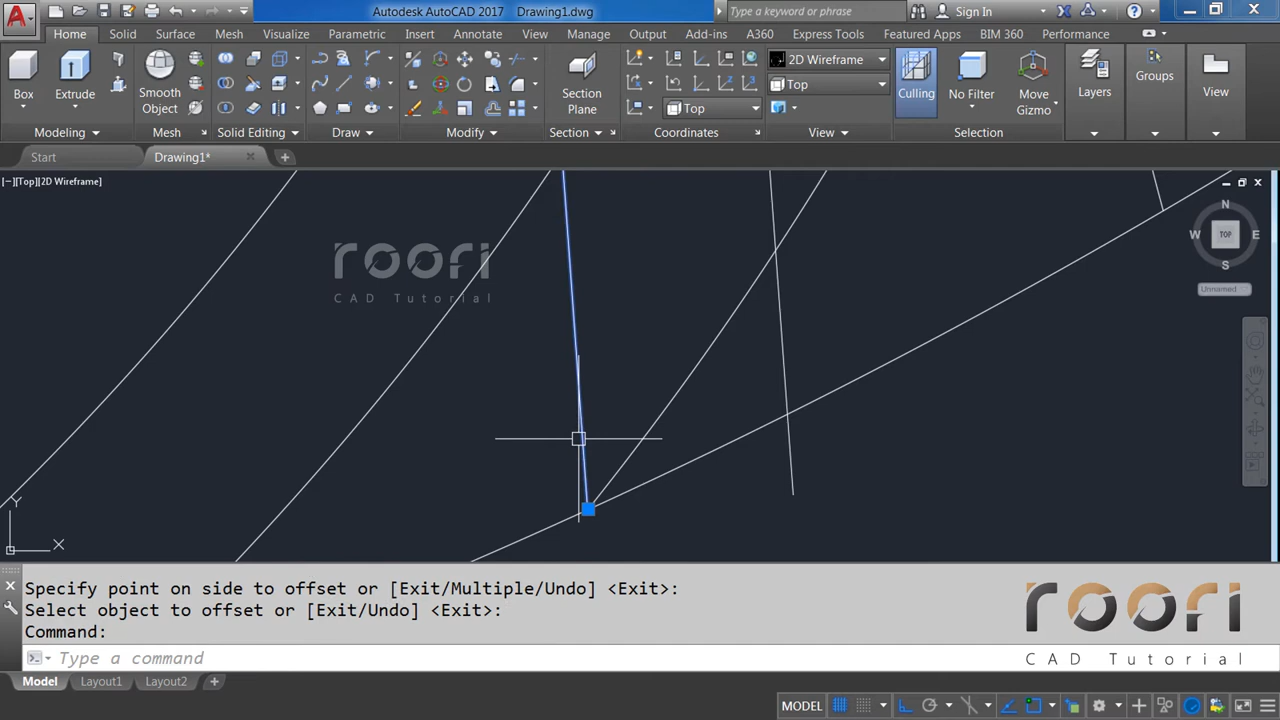 A
Autodesk AutoCAD 2017 Drawing1.dwg
Type a keyword or phrase
Sign In
Home Solid Surface Mesh Visualize Parametric Insert Annotate View Manage Output Add-ins A360 Express Tools Featured Apps BIM 360 Performance
Box
Extrude
Smooth
Object
Section
Plane
2D Wireframe
Top
Top
Culling
No Filter
Move
Gizmo
Layers
Groups
View
Modeling Mesh Solid Editing Draw Modify Section Coordinates View Selection
Start Drawing1*
[−][Top][2D Wireframe]
N
W TOP E
S
Unnamed
roori
CAD Tutorial
Y
X
Specify point on side to offset or [Exit/Multiple/Undo] <Exit>:
Select object to offset or [Exit/Undo] <Exit>:
Command:
Type a command
roori
CAD Tutorial
Model Layout1 Layout2
MODEL